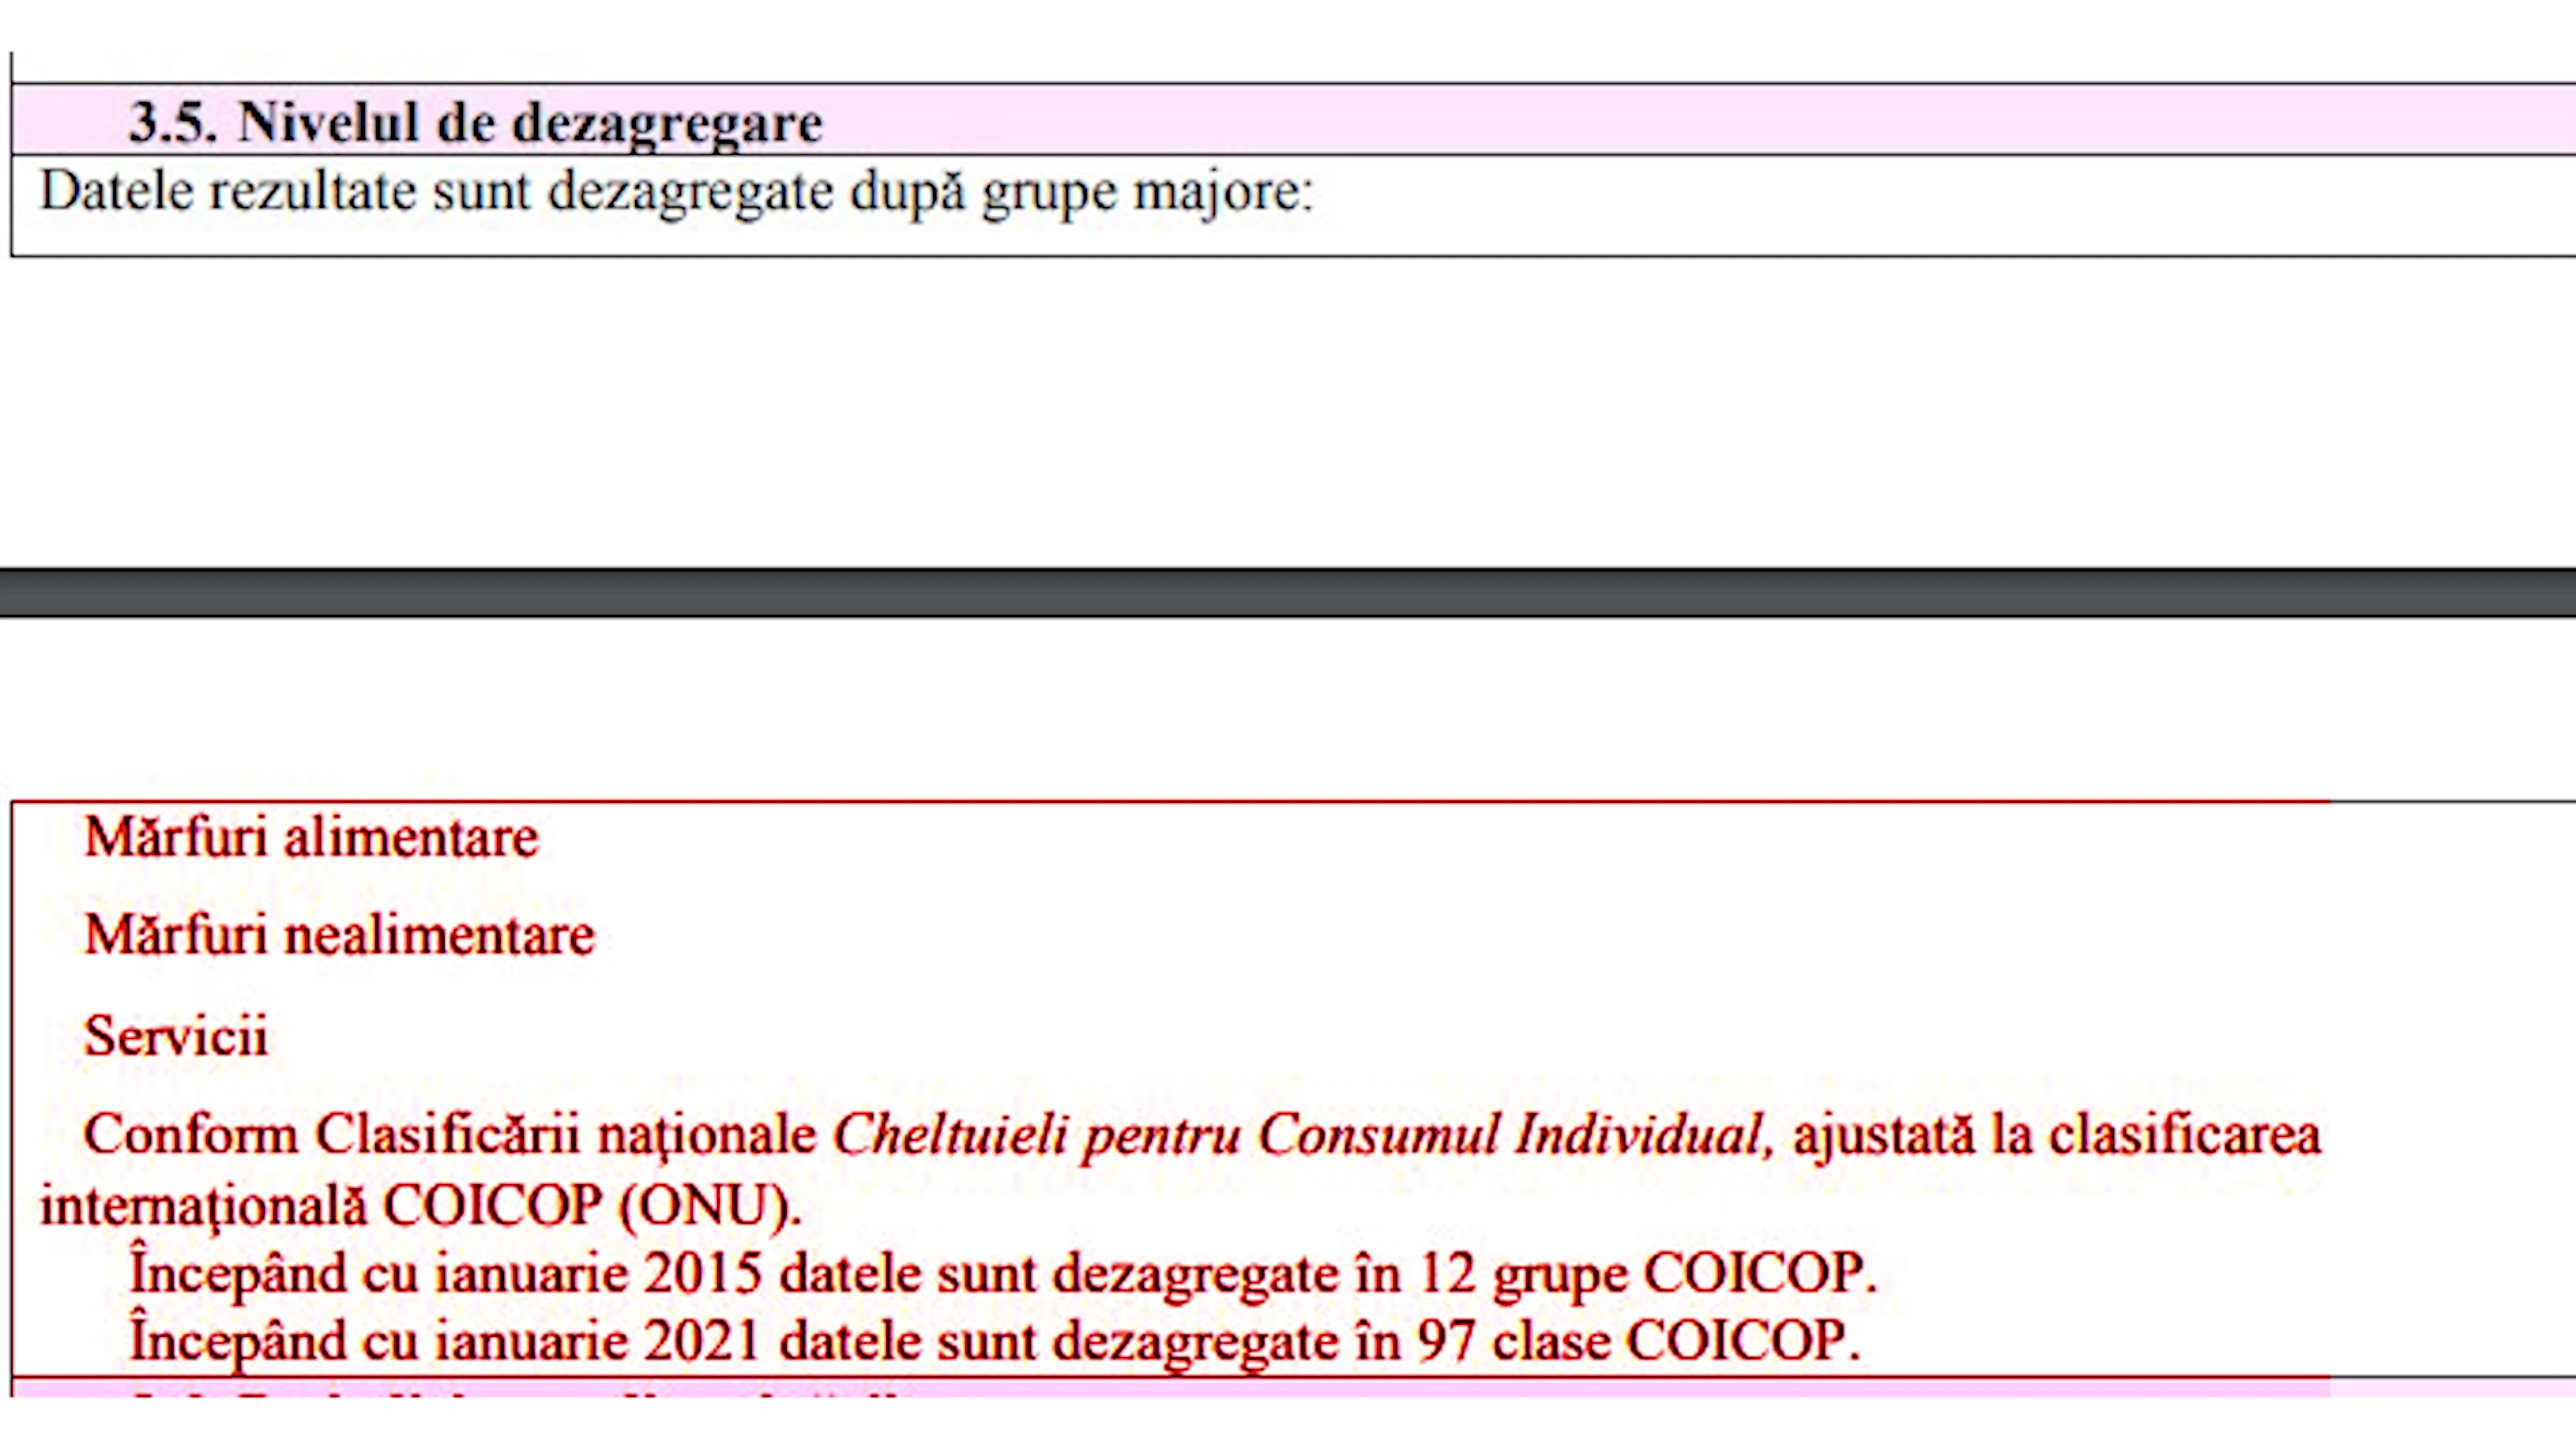 3.5. Nivelul de dezagregare
Datele rezultate sunt dezagregate după grupe majore:
Mărfuri alimentare
Mărfuri nealimentare
Servicii
Conform Clasificării naţionale Cheltuieli pentru Consumul Individual, ajustată la clasificarea
internaţională COICOP (ONU).
Începând cu ianuarie 2015 datele sunt dezagregate în 12 grupe COICOP.
Începând cu ianuarie 2021 datele sunt dezagregate în 97 clase COICOP.